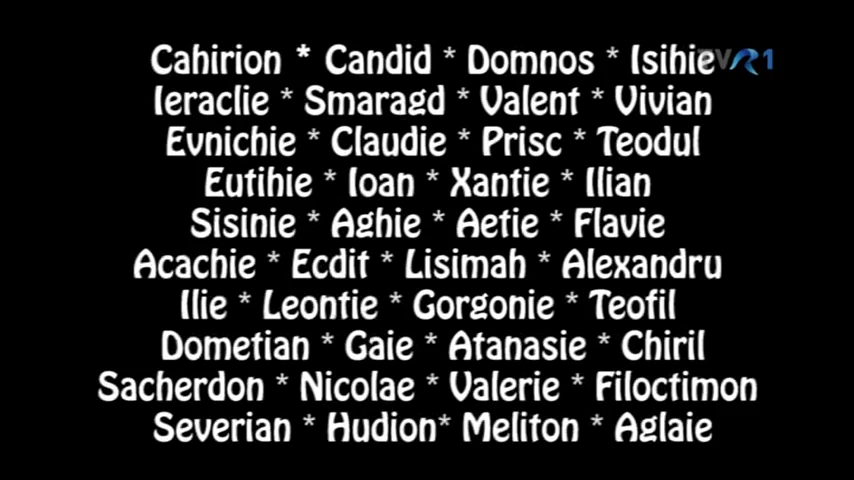 Cahirion * Candid * Domnos * Isihie
TVR1
Ieraclie * Smaragd * Valent * Vivian
Evnichie * Claudie * Prisc * Teodul
Eutihie * Ioan * Xantie * Ilian
Sisinie * Aghie * Aetie * Flavie
Acachie * Ecdit * Lisimah * Alexandru
Ilie * Leontie * Gorgonie * Teofil
Dometian * Gaie * Atanasie * Chiril
Sacherdon * Nicolae * Valerie * Filoctimon
Severian * Hudion* Meliton * Aglaie